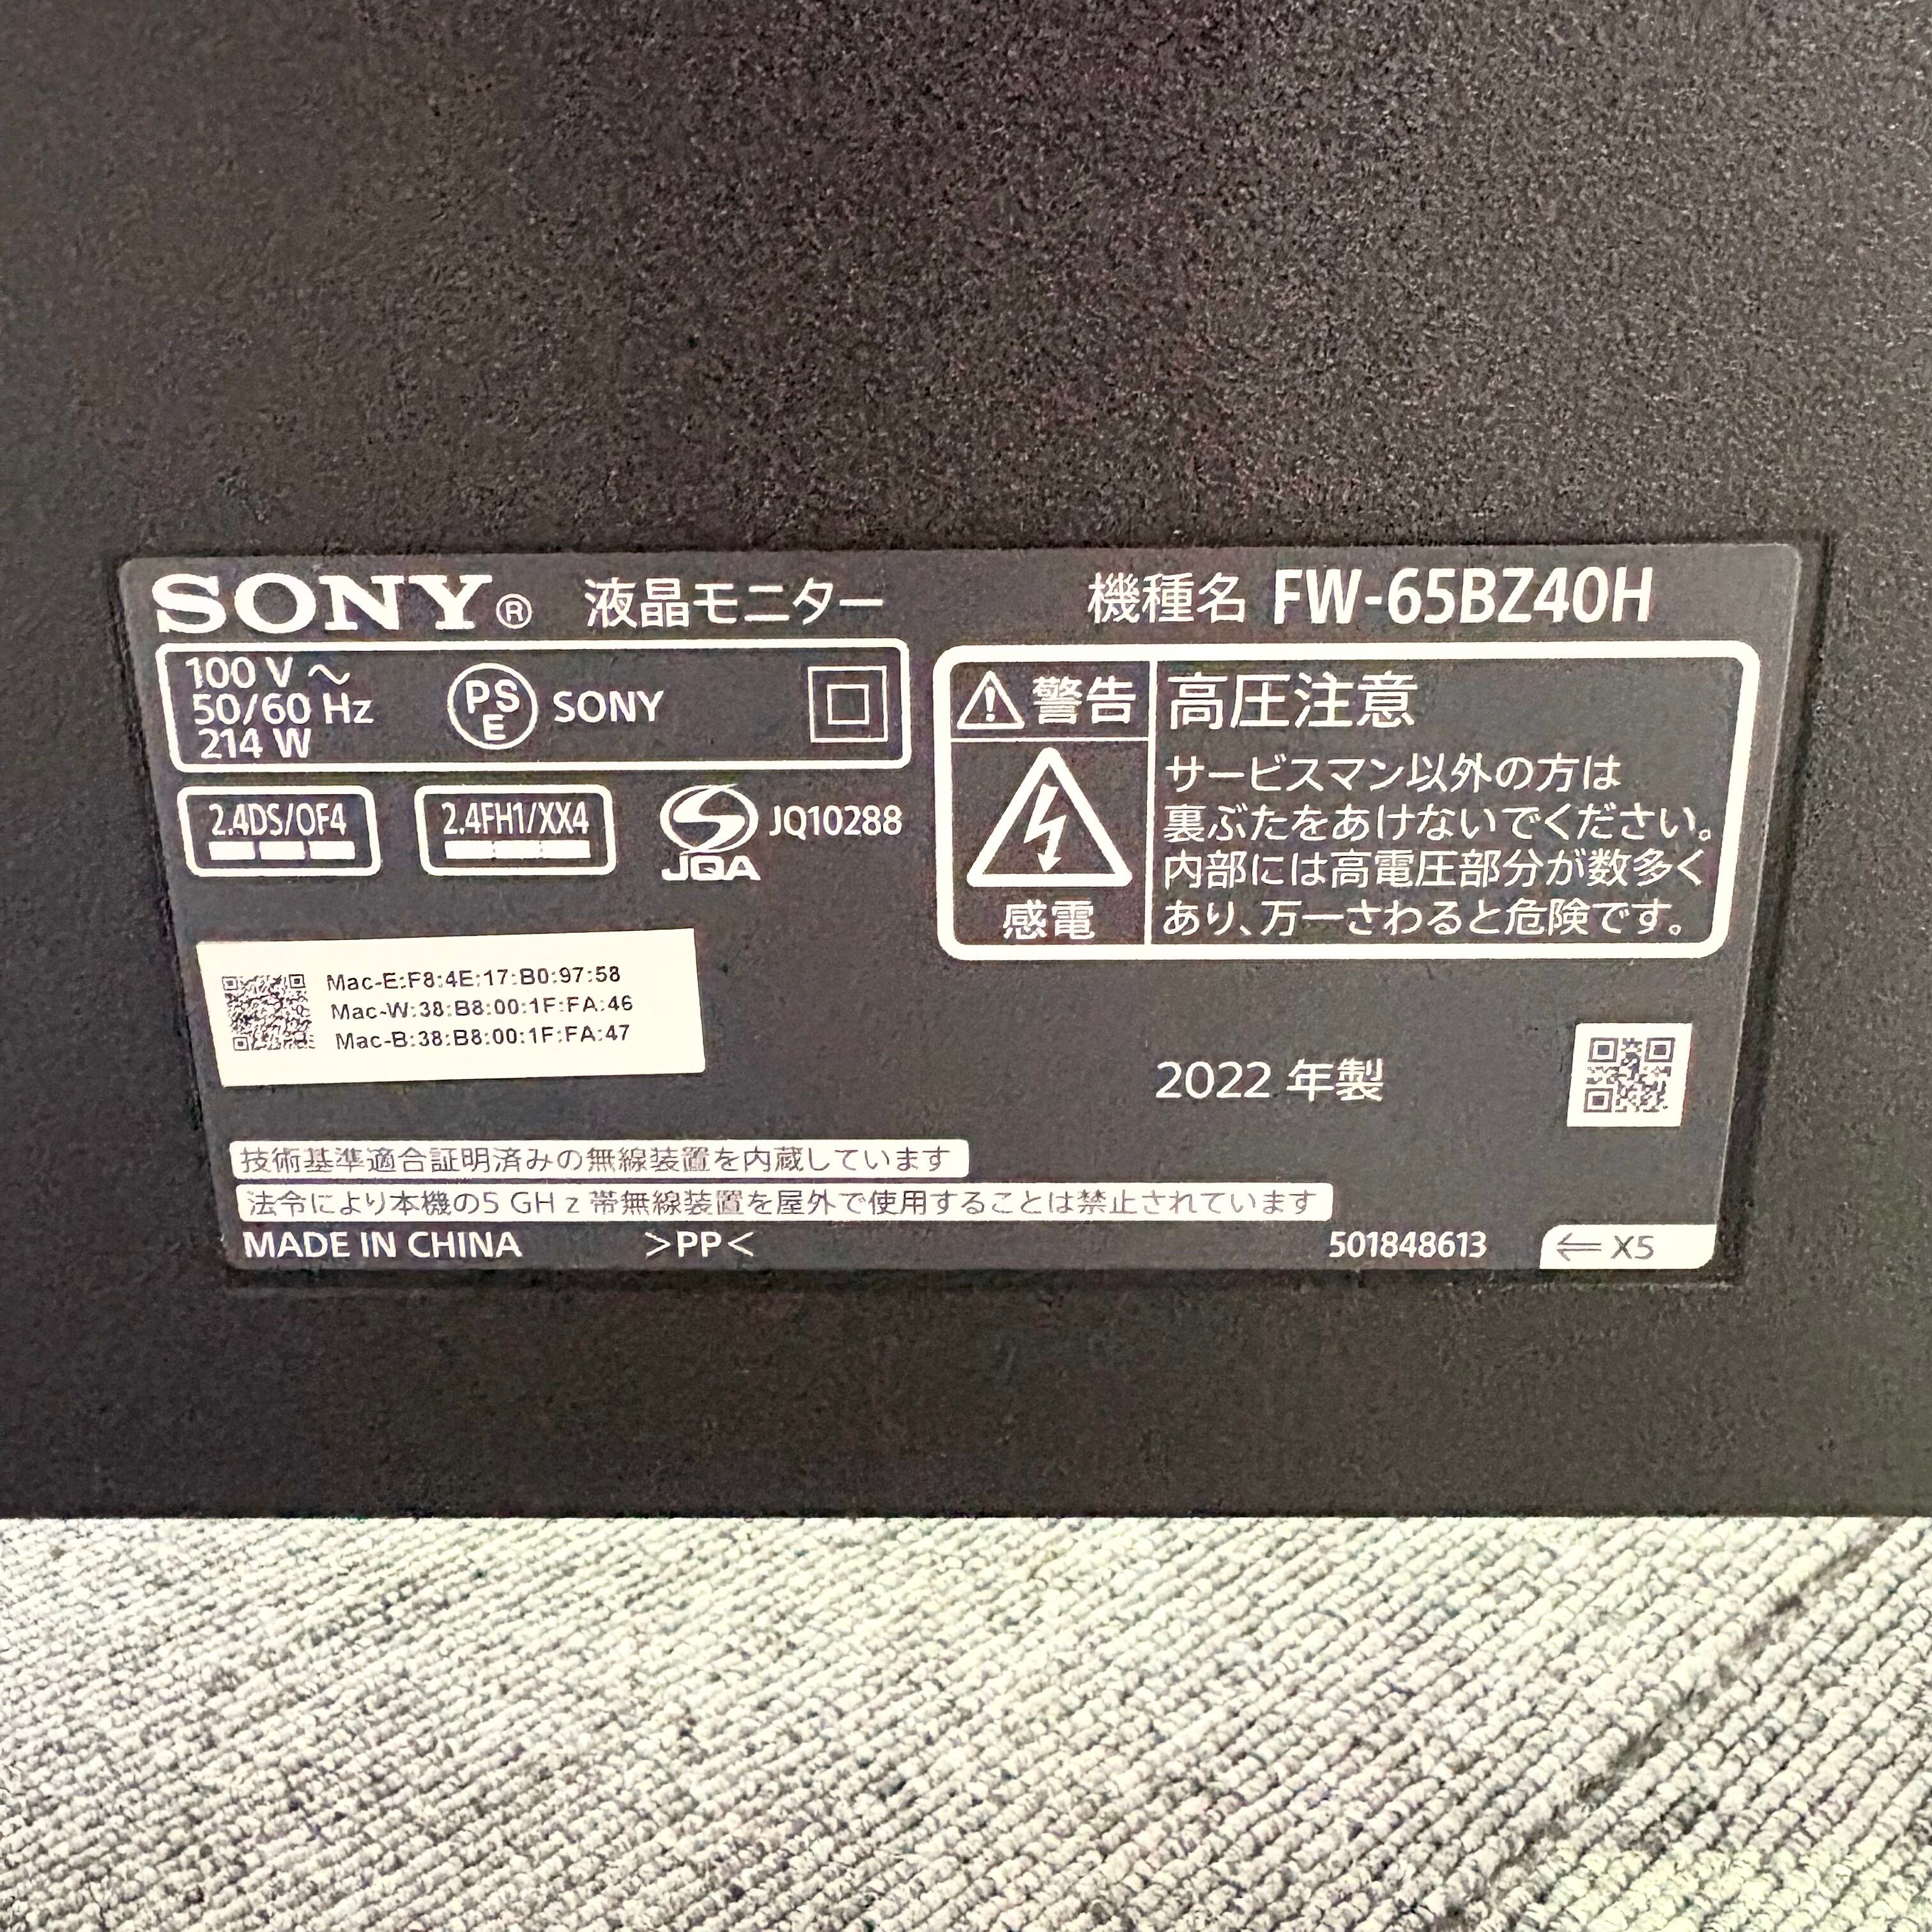 SONY® 液晶モニター
機種名 FW-65BZ40H
100 V ～
50/60 Hz
214 W
PSE SONY
2.4DS/OF4
2.4FH1/XX4
JQA JQ10288
警告
感電
高圧注意
サービスマン以外の方は
裏ぶたをあけないでください。
内部には高電圧部分が数多く
あり、万一さわると危険です。
Mac-E:F8:4E:17:B0:97:58
Mac-W:38:B8:00:1F:FA:46
Mac-B:38:B8:00:1F:FA:47
2022 年製
技術基準適合証明済みの無線装置を内蔵しています
法令により本機の5 GHz 帯無線装置を屋外で使用することは禁止されています
MADE IN CHINA >PP< 501848613 ⇐ X5